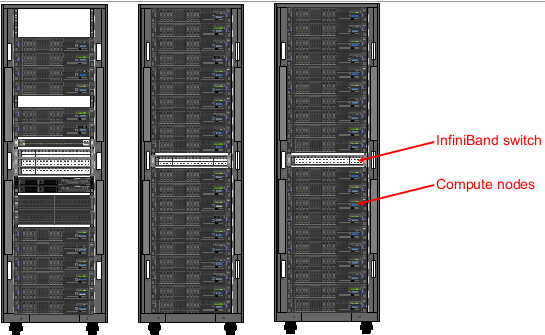 InfiniBand switch
Compute nodes